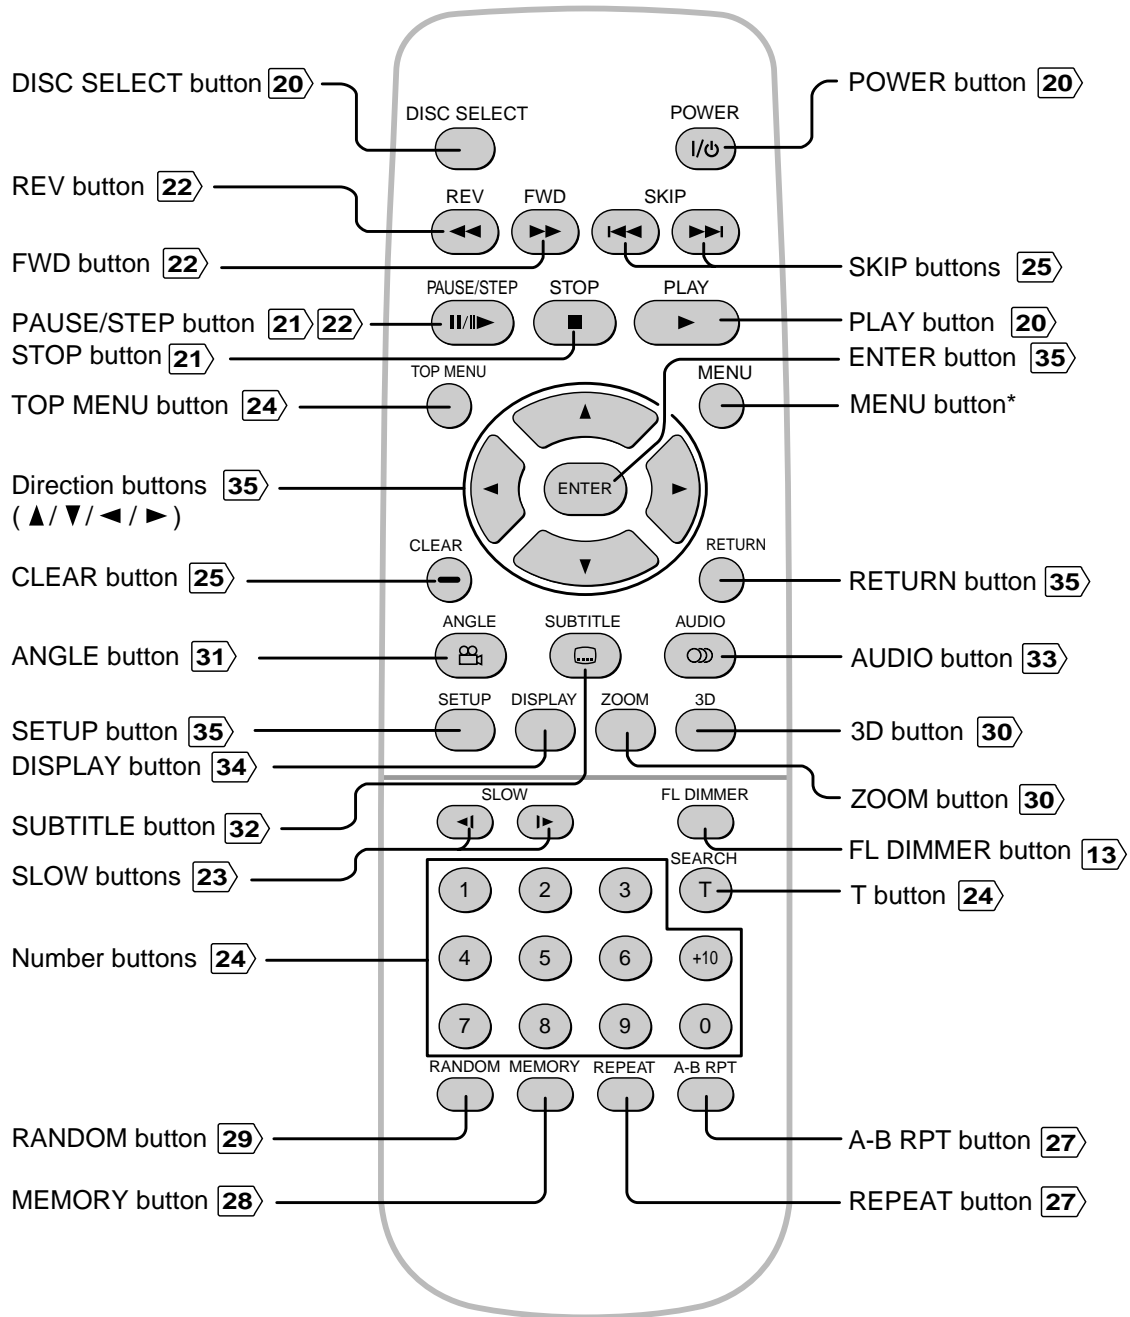 DISC SELECT button 20
POWER button 20
DISC SELECT
POWER
I/
REV button 22
REV
FWD
SKIP
FWD button 22
SKIP buttons 25
PAUSE/STEP
STOP
PLAY
PAUSE/STEP button 21 22
PLAY button 20
STOP button 21
ENTER button 35
TOP MENU
MENU
TOP MENU button 24
MENU button*
Direction buttons 35
(▲/▼/◄/►)
ENTER
CLEAR
RETURN
CLEAR button 25
RETURN button 35
ANGLE
SUBTITLE
AUDIO
ANGLE button 31
AUDIO button 33
SETUP
DISPLAY
ZOOM
3D
SETUP button 35
3D button 30
DISPLAY button 34
SLOW
FL DIMMER
ZOOM button 30
SUBTITLE button 32
FL DIMMER button 13
SEARCH
SLOW buttons 23
1
2
3
T
T button 24
Number buttons 24
4
5
6
+10
7
8
9
0
RANDOM
MEMORY
REPEAT
A-B RPT
RANDOM button 29
A-B RPT button 27
MEMORY button 28
REPEAT button 27